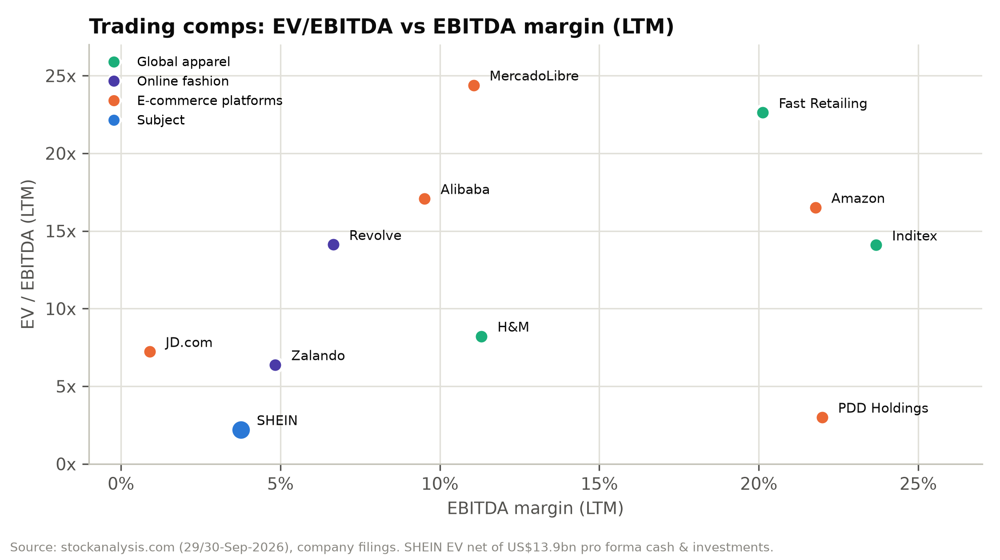 Trading comps: EV/EBITDA vs EBITDA margin (LTM)
Global apparel
Online fashion
E-commerce platforms
Subject
25x
20x
15x
10x
5x
0x
EV / EBITDA (LTM)
MercadoLibre
Fast Retailing
Alibaba
Amazon
Revolve
Inditex
H&M
JD.com
Zalando
PDD Holdings
SHEIN
0%
5%
10%
15%
20%
25%
EBITDA margin (LTM)
Source: stockanalysis.com (29/30-Sep-2026), company filings. SHEIN EV net of US$13.9bn pro forma cash & investments.